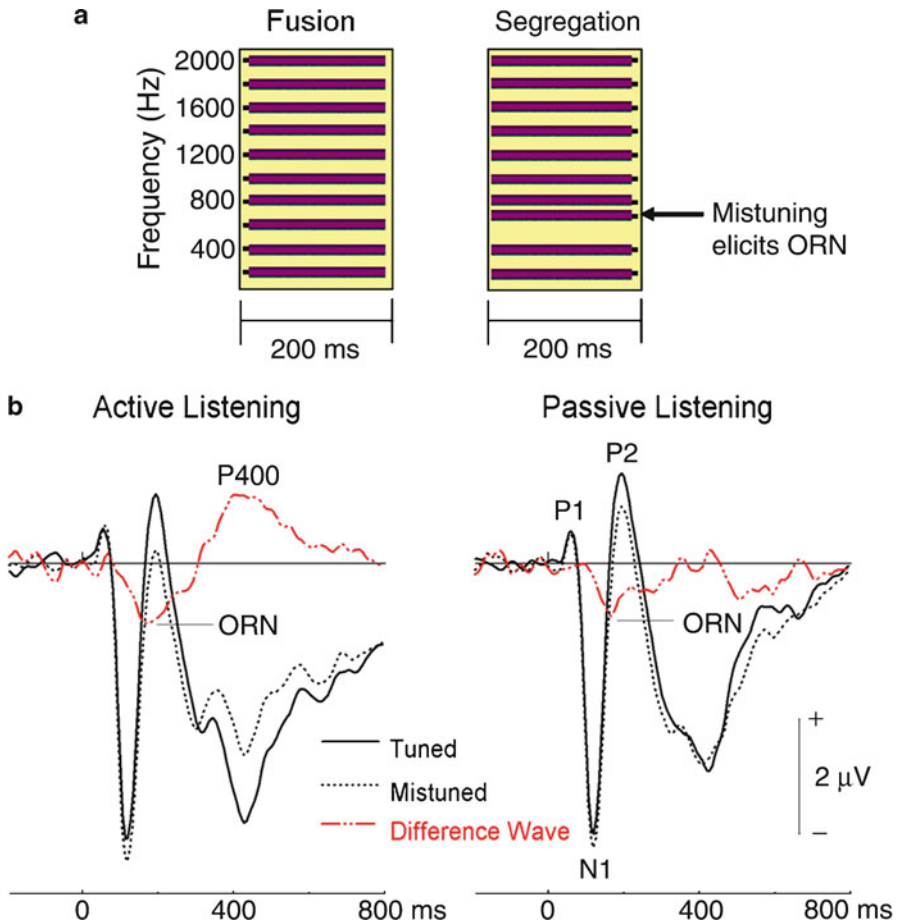 a
Fusion
Segregation
Frequency (Hz)
2000
1600
1200
800
400
Mistuning
elicits ORN
200 ms
200 ms
b
Active Listening
Passive Listening
P400
ORN
P1
P2
ORN
N1
Tuned
Mistuned
Difference Wave
+
2 μV
−
0 400 800 ms
0 400 800 ms